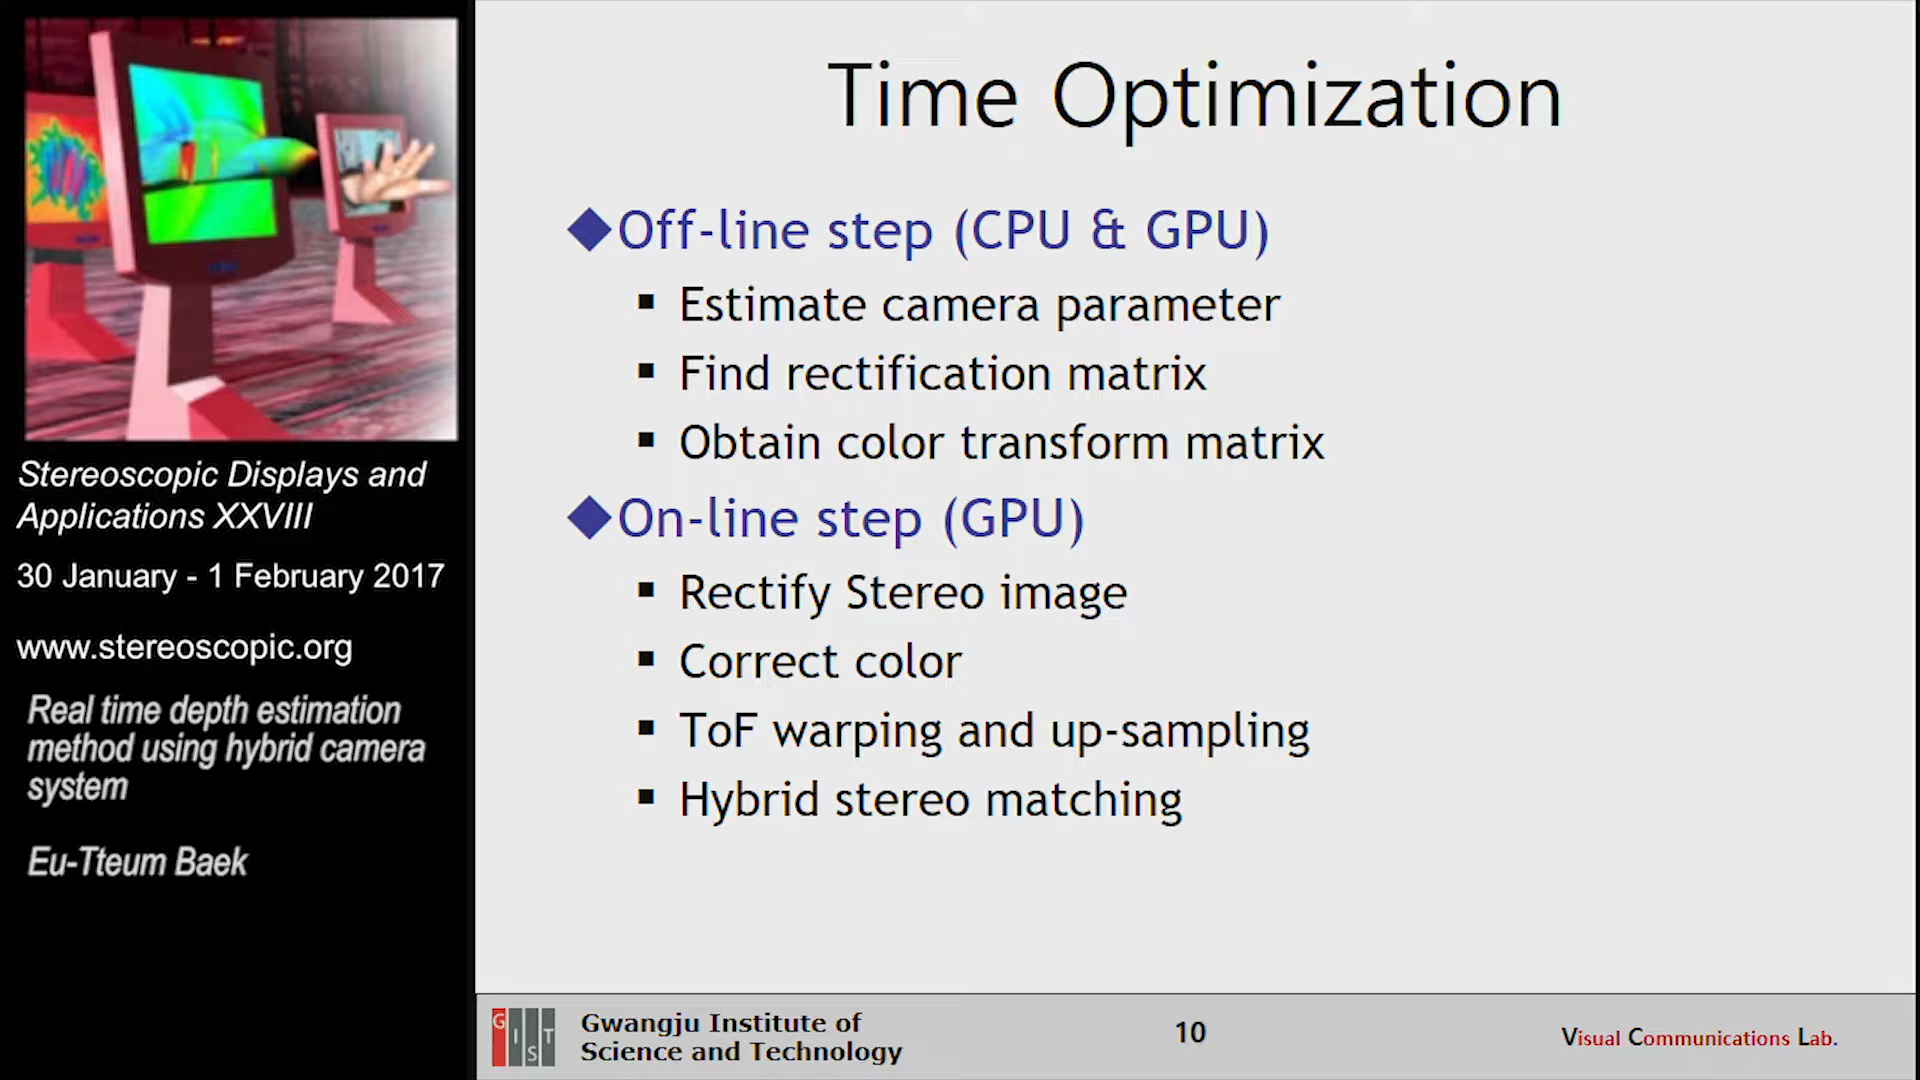 Stereoscopic Displays and
Applications XXVIII
30 January - 1 February 2017
www.stereoscopic.org
Real time depth estimation
method using hybrid camera
system
Eu-Tteum Baek
Time Optimization
Off-line step (CPU & GPU)
Estimate camera parameter
Find rectification matrix
Obtain color transform matrix
On-line step (GPU)
Rectify Stereo image
Correct color
ToF warping and up-sampling
Hybrid stereo matching
GIST
Gwangju Institute of
Science and Technology
10
Visual Communications Lab.